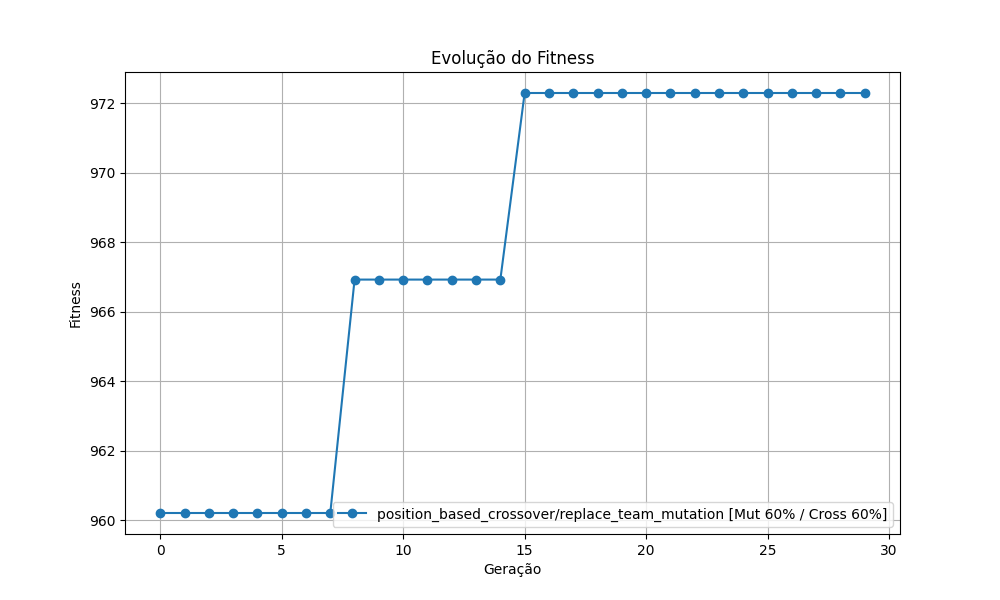 Evolução do Fitness
Fitness
972
970
968
966
964
962
960
position_based_crossover/replace_team_mutation [Mut 60% / Cross 60%]
0 5 10 15 20 25 30
Geração